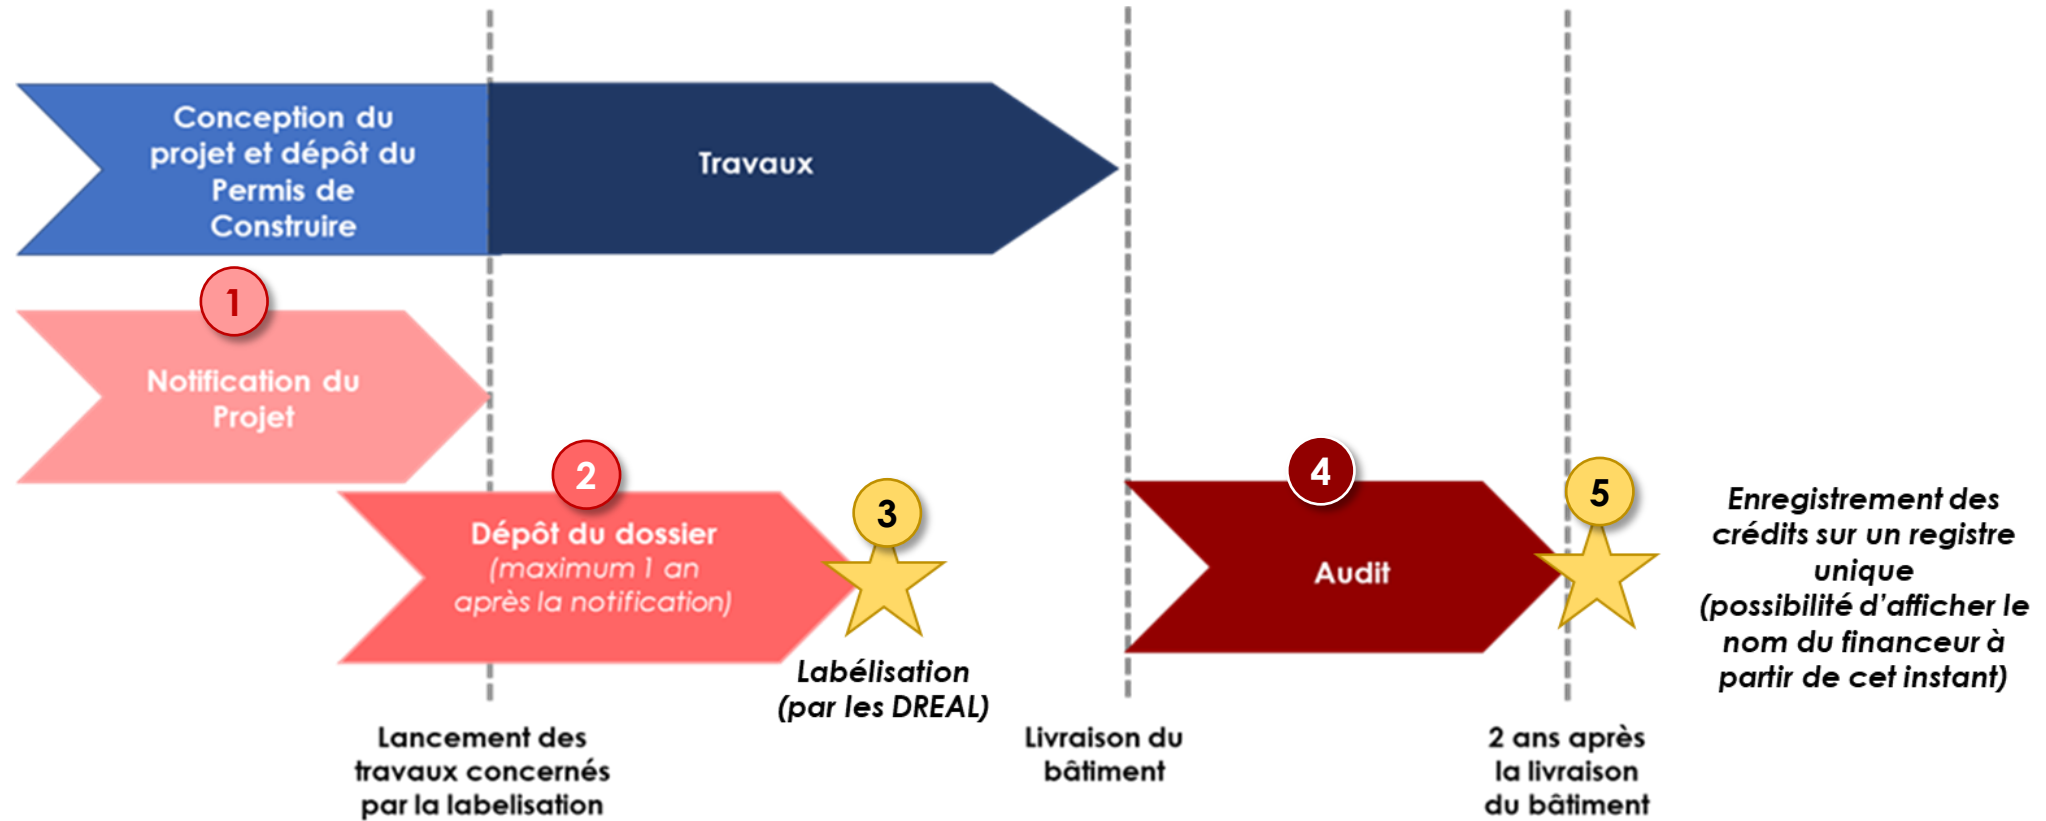 Conception du
projet et dépôt du
Permis de
Construire
Travaux
1
Notification du
Projet
2
Dépôt du dossier
(maximum 1 an
après la notification)
3
Labélisation
(par les DREAL)
4
Audit
5
Enregistrement des
crédits sur un registre
unique
(possibilité d'afficher le
nom du financeur à
partir de cet instant)
Lancement des
travaux concernés
par la labelisation
Livraison du
bâtiment
2 ans après
la livraison
du bâtiment